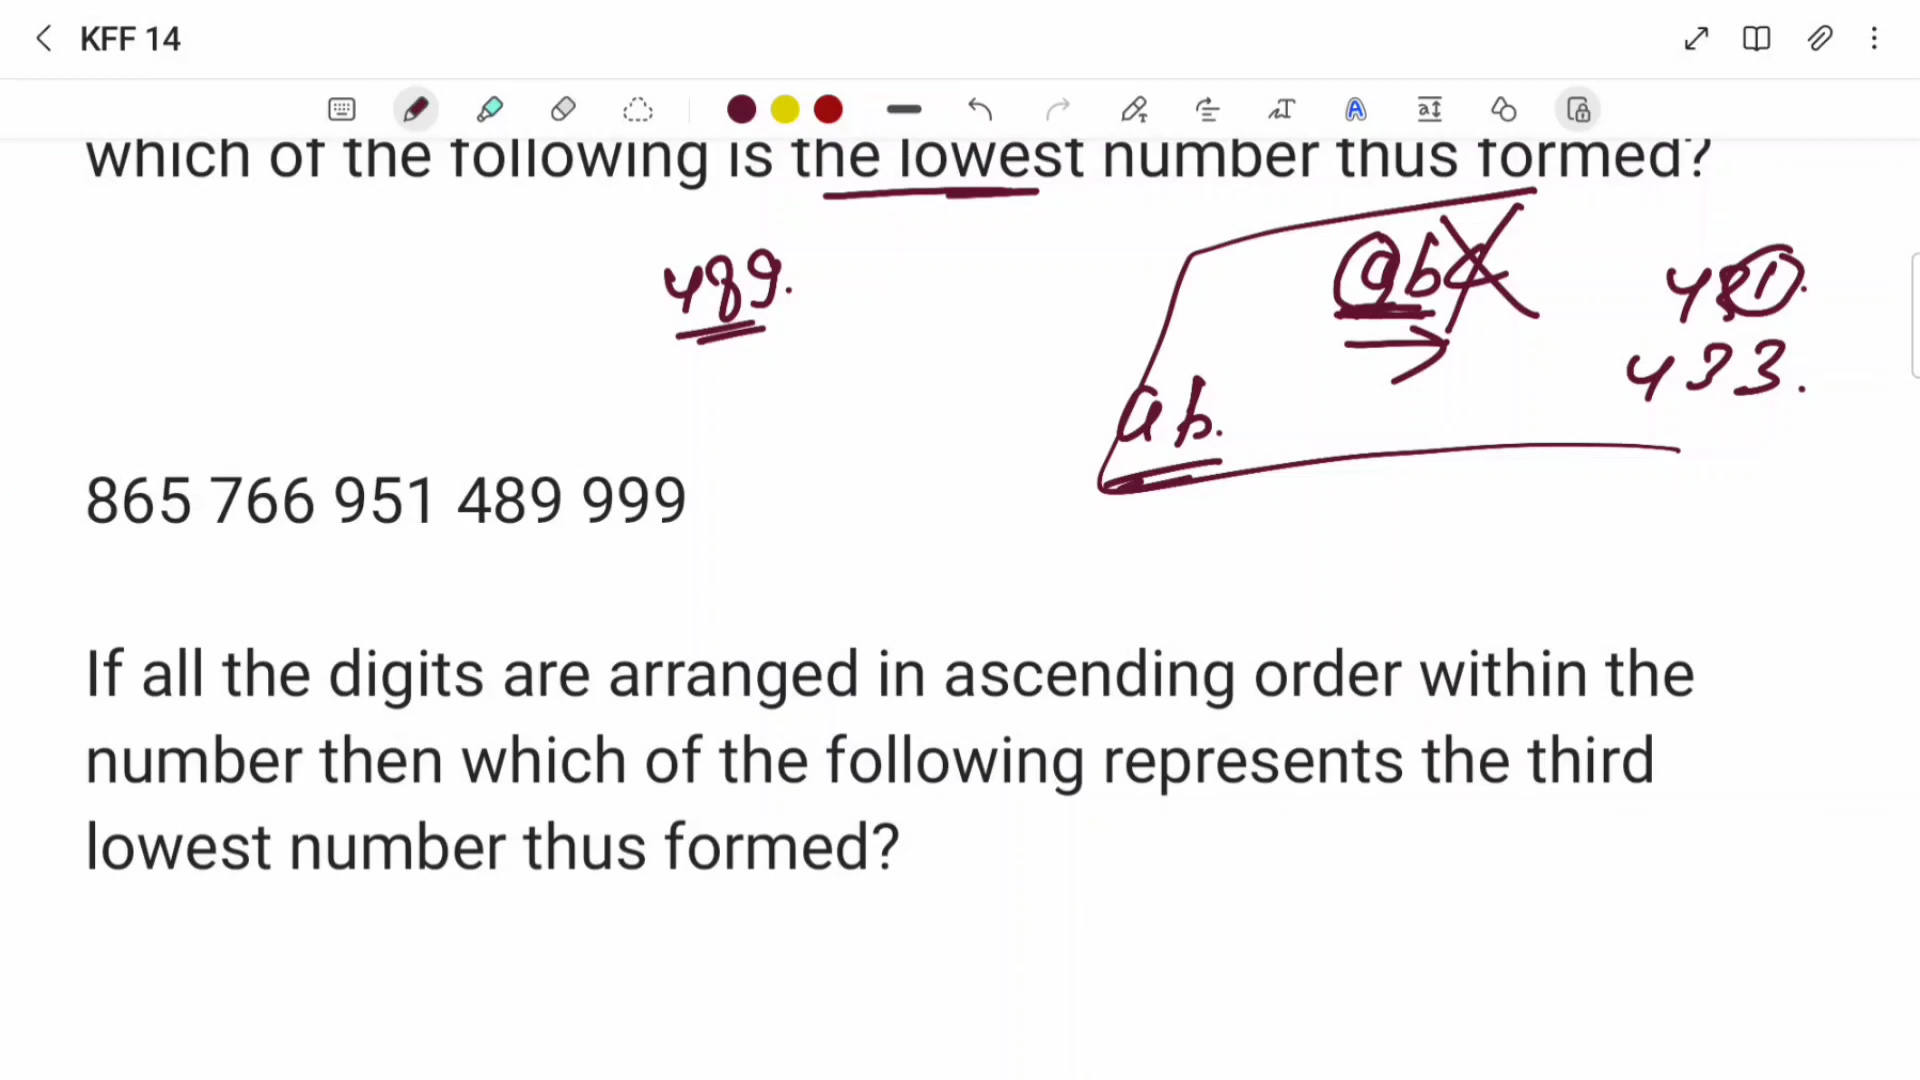 KFF 14
which of the following is the lowest number thus formed?
489.
ab
433.
ab.
865 766 951 489 999
If all the digits are arranged in ascending order within the
number then which of the following represents the third
lowest number thus formed?